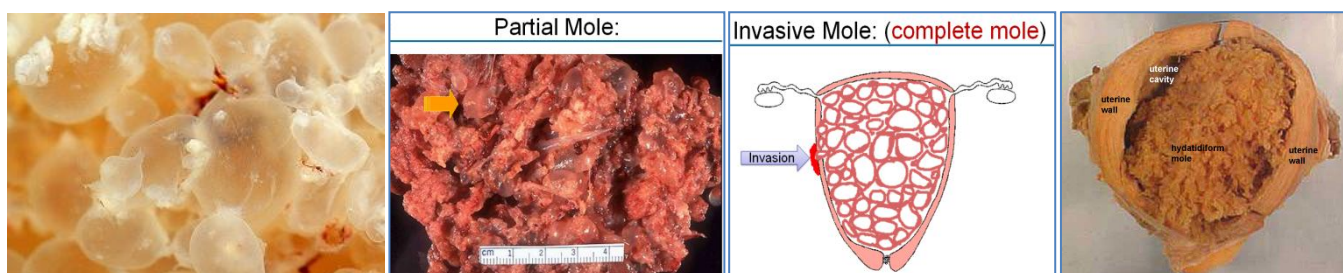 Partial Mole:
cm 1 2 3 4
Invasive Mole: (complete mole)
Invasion
uterine
cavity
uterine
wall
hydatidiform
mole
uterine
wall